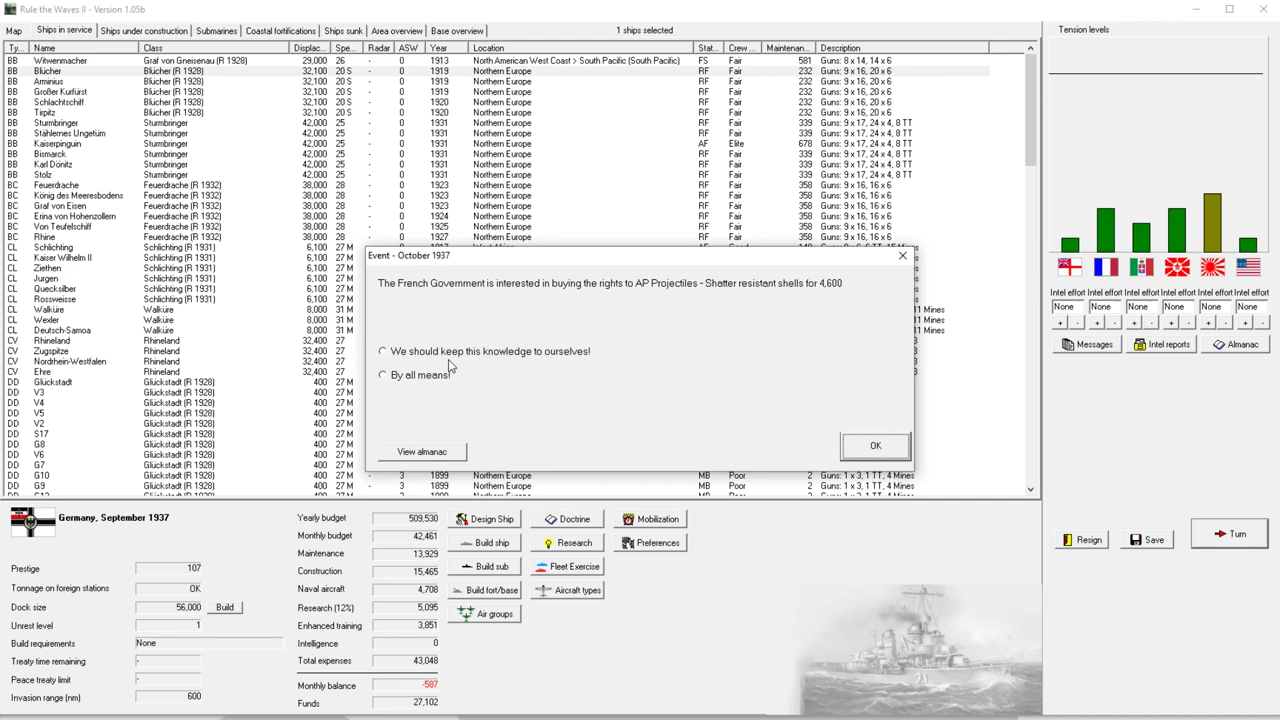 Rule the Waves II - Version 1.05b
Map Ships in service Ships under construction Submarines Coastal fortifications Ships sunk Area overview Base overview 1 ships selected
Ty... Name Class Displac... Spe... Radar ASW Year Location Stat... Crew ... Maintenan... Description
BB Witwenmacher Graf von Gneisenau (R 1928) 29,000 26 - 0 1913 North American West Coast > South Pacific (South Pacific) FS Fair 581 Guns: 8 x 14, 14 x 6
BB Blücher Blücher (R 1928) 32,100 20 S - 0 1919 Northern Europe RF Fair 232 Guns: 9 x 16, 20 x 6
BB Arminius Blücher (R 1928) 32,100 20 S - 0 1919 Northern Europe RF Fair 232 Guns: 9 x 16, 20 x 6
BB Großer Kurfürst Blücher (R 1928) 32,100 20 S - 0 1919 Northern Europe RF Fair 232 Guns: 9 x 16, 20 x 6
BB Schlachtschiff Blücher (R 1928) 32,100 20 S - 0 1920 Northern Europe RF Fair 232 Guns: 9 x 16, 20 x 6
BB Tirpitz Blücher (R 1928) 32,100 20 S - 0 1920 Northern Europe RF Fair 232 Guns: 9 x 16, 20 x 6
BB Sturmbringer Sturmbringer 42,000 25 - 0 1931 Northern Europe RF Fair 339 Guns: 9 x 17, 24 x 4, 8 TT
BB Stählernes Ungetüm Sturmbringer 42,000 25 - 0 1931 Northern Europe RF Fair 339 Guns: 9 x 17, 24 x 4, 8 TT
BB Kaiserpinguin Sturmbringer 42,000 25 - 0 1931 Northern Europe AF Elite 678 Guns: 9 x 17, 24 x 4, 8 TT
BB Bismarck Sturmbringer 42,000 25 - 0 1931 Northern Europe RF Fair 339 Guns: 9 x 17, 24 x 4, 8 TT
BB Karl Dönitz Sturmbringer 42,000 25 - 0 1931 Northern Europe RF Fair 339 Guns: 9 x 17, 24 x 4, 8 TT
BB Stolz Sturmbringer 42,000 25 - 0 1931 Northern Europe RF Fair 339 Guns: 9 x 17, 24 x 4, 8 TT
BC Feuerdrache Feuerdrache (R 1932) 38,000 28 - 0 1923 Northern Europe RF Fair 358 Guns: 9 x 16, 16 x 6
BC König des Meeresbodens Feuerdrache (R 1932) 38,000 28 - 0 1923 Northern Europe RF Fair 358 Guns: 9 x 16, 16 x 6
BC Graf von Eisen Feuerdrache (R 1932) 38,000 28 - 0 1923 Northern Europe RF Fair 358 Guns: 9 x 16, 16 x 6
BC Erina von Hohenzollern Feuerdrache (R 1932) 38,000 28 - 0 1924 Northern Europe RF Fair 358 Guns: 9 x 16, 16 x 6
BC Von Teufelschiff Feuerdrache (R 1932) 38,000 28 - 0 1925 Northern Europe RF Fair 358 Guns: 9 x 16, 16 x 6
BC Rhine Feuerdrache (R 1932) 38,000 28 - 0 1927 Northern Europe RF Fair 358 Guns: 9 x 16, 16 x 6
CL Schlichting Schlichting (R 1931) 6,100 27 M
CL Kaiser Wilhelm II Schlichting (R 1931) 6,100 27 M
CL Ziethen Schlichting (R 1931) 6,100 27 M
CL Jurgen Schlichting (R 1931) 6,100 27 M
CL Quecksilber Schlichting (R 1931) 6,100 27 M
CL Rossweisse Schlichting (R 1931) 6,100 27 M
CL Walküre Walküre 8,000 31 M 11 Mines
CL Wexler Walküre 8,000 31 M 11 Mines
CL Deutsch-Samoa Walküre 8,000 31 M 11 Mines
CV Rhineland Rhineland 32,400 27
CV Zugspitze Rhineland 32,400 27
CV Nordrhein-Westfalen Rhineland 32,400 27
CV Ehre Rhineland 32,400 27
DD Glückstadt Glückstadt (R 1928) 400 27 M
DD V3 Glückstadt (R 1928) 400 27 M
DD V4 Glückstadt (R 1928) 400 27 M
DD V5 Glückstadt (R 1928) 400 27 M
DD V2 Glückstadt (R 1928) 400 27 M
DD S17 Glückstadt (R 1928) 400 27 M
DD G8 Glückstadt (R 1928) 400 27 M
DD V6 Glückstadt (R 1928) 400 27 M
DD G7 Glückstadt (R 1928) 400 27 M
DD G10 Glückstadt (R 1928) 400 27 M - 3 1899 Northern Europe MB Poor 2 Guns: 1 x 3, 1 TT, 4 Mines
DD G9 Glückstadt (R 1928) 400 27 M - 3 1899 Northern Europe MB Poor 2 Guns: 1 x 3, 1 TT, 4 Mines
Event - October 1937
The French Government is interested in buying the rights to AP Projectiles - Shatter resistant shells for 4,600
We should keep this knowledge to ourselves!
By all means!
View almanac OK
Tension levels
Intel effort Intel effort Intel effort Intel effort Intel effort Intel effort
None None None None None None
+ - + - + - + - + - + -
Messages Intel reports Almanac
Resign Save Turn
Germany, September 1937
Prestige 107
Tonnage on foreign stations OK
Dock size 56,000 Build
Unrest level 1
Build requirements None
Treaty time remaining -
Peace treaty limit -
Invasion range (nm) 600
Yearly budget 509,530
Monthly budget 42,461
Maintenance 13,929
Construction 15,465
Naval aircraft 4,708
Research (12%) 5,095
Enhanced training 3,851
Intelligence 0
Total expenses 43,048
Monthly balance -587
Funds 27,102
Design Ship Doctrine Mobilization
Build ship Research Preferences
Build sub Fleet Exercise
Build fort/base Aircraft types
Air groups
71